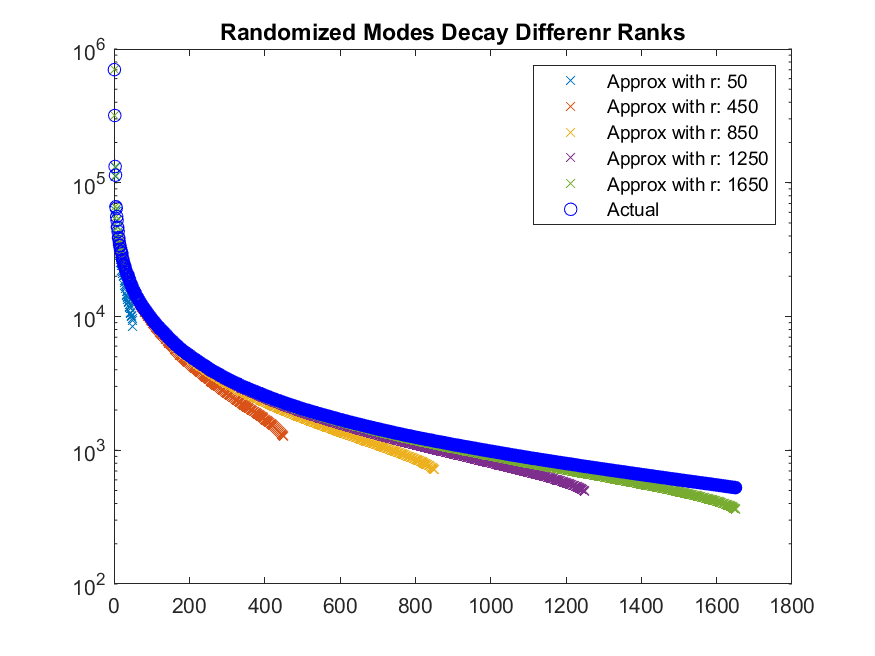 Randomized Modes Decay Differenr Ranks
10^6
10^5
10^4
10^3
10^2
Approx with r: 50
Approx with r: 450
Approx with r: 850
Approx with r: 1250
Approx with r: 1650
Actual
0 200 400 600 800 1000 1200 1400 1600 1800